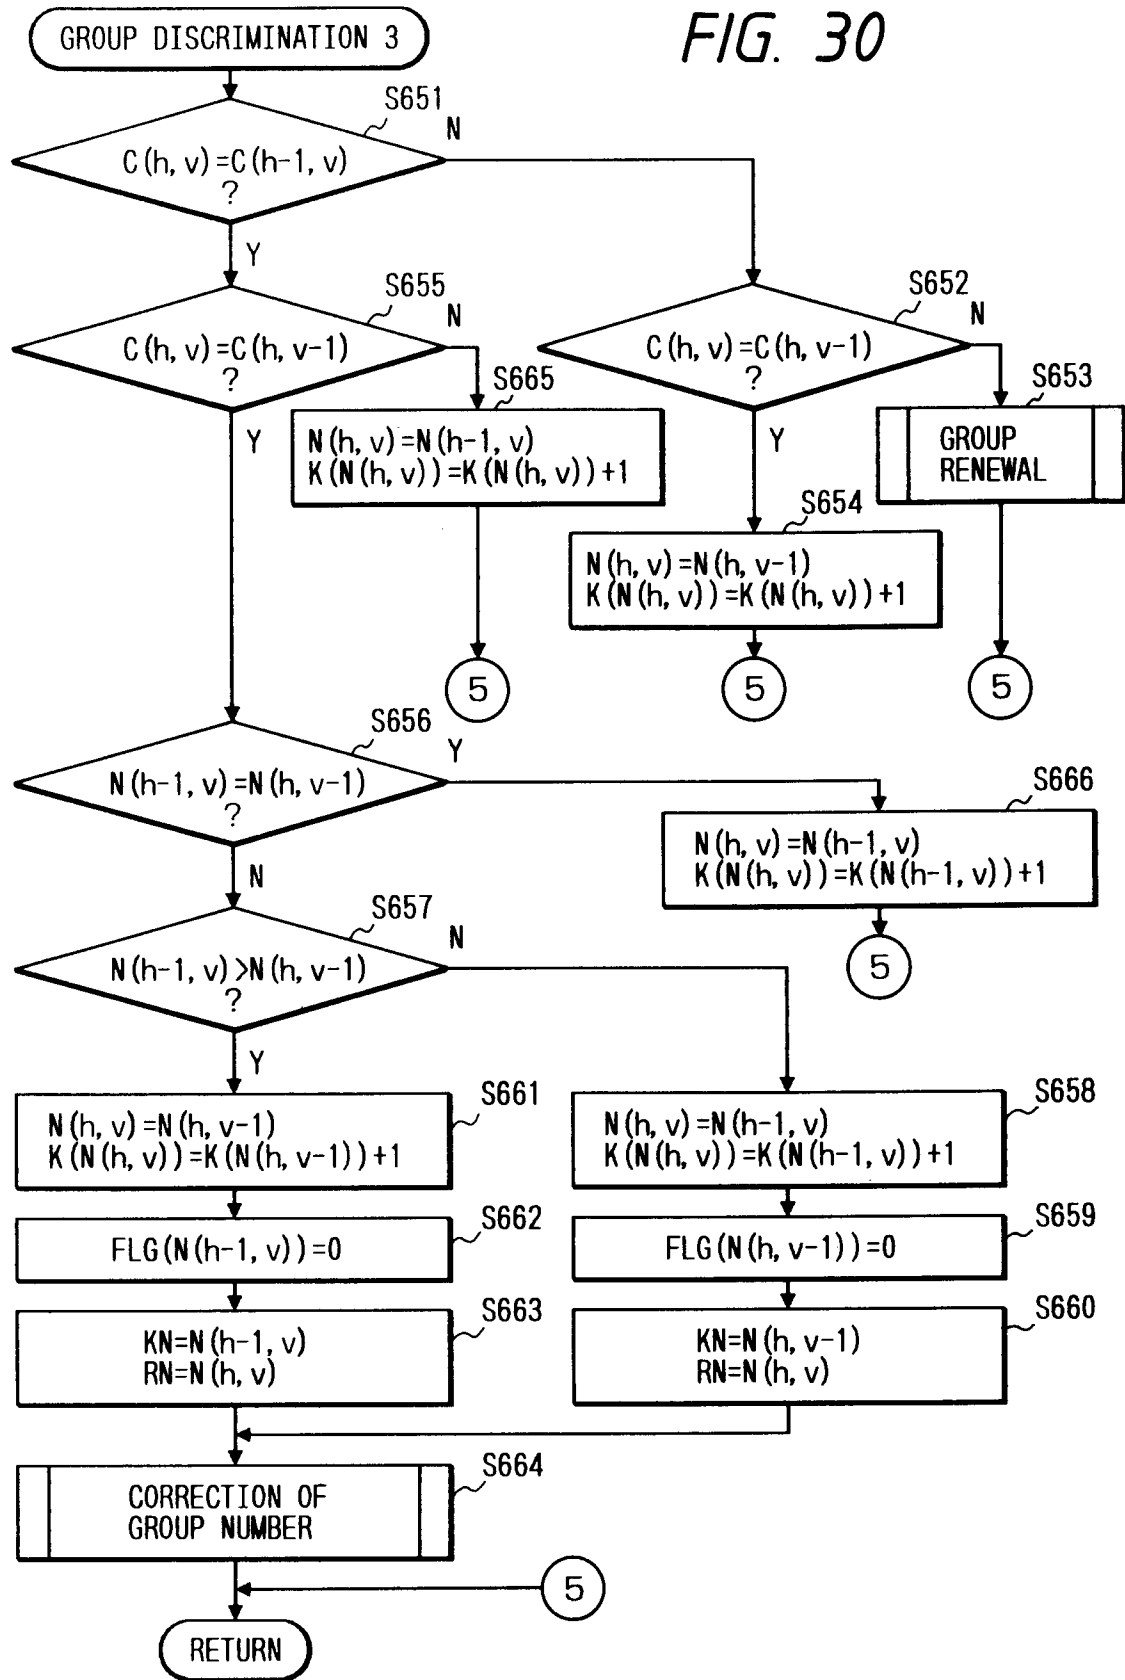 FIG. 30
GROUP DISCRIMINATION 3
S651
C(h, v)=C(h-1, v)
?
N
Y
S655
C(h, v)=C(h, v-1)
?
N
Y
S652
C(h, v)=C(h, v-1)
?
N
Y
S665
N(h, v)=N(h-1, v)
K(N(h, v))=K(N(h, v))+1
S653
GROUP
RENEWAL
S654
N(h, v)=N(h, v-1)
K(N(h, v))=K(N(h, v))+1
5
5
5
S656
N(h-1, v)=N(h, v-1)
?
Y
N
S666
N(h, v)=N(h-1, v)
K(N(h, v))=K(N(h-1, v))+1
5
S657
N(h-1, v)>N(h, v-1)
?
N
Y
S661
N(h, v)=N(h, v-1)
K(N(h, v))=K(N(h, v-1))+1
S658
N(h, v)=N(h-1, v)
K(N(h, v))=K(N(h-1, v))+1
S662
FLG(N(h-1, v))=0
S659
FLG(N(h, v-1))=0
S663
KN=N(h-1, v)
RN=N(h, v)
S660
KN=N(h, v-1)
RN=N(h, v)
S664
CORRECTION OF
GROUP NUMBER
5
RETURN